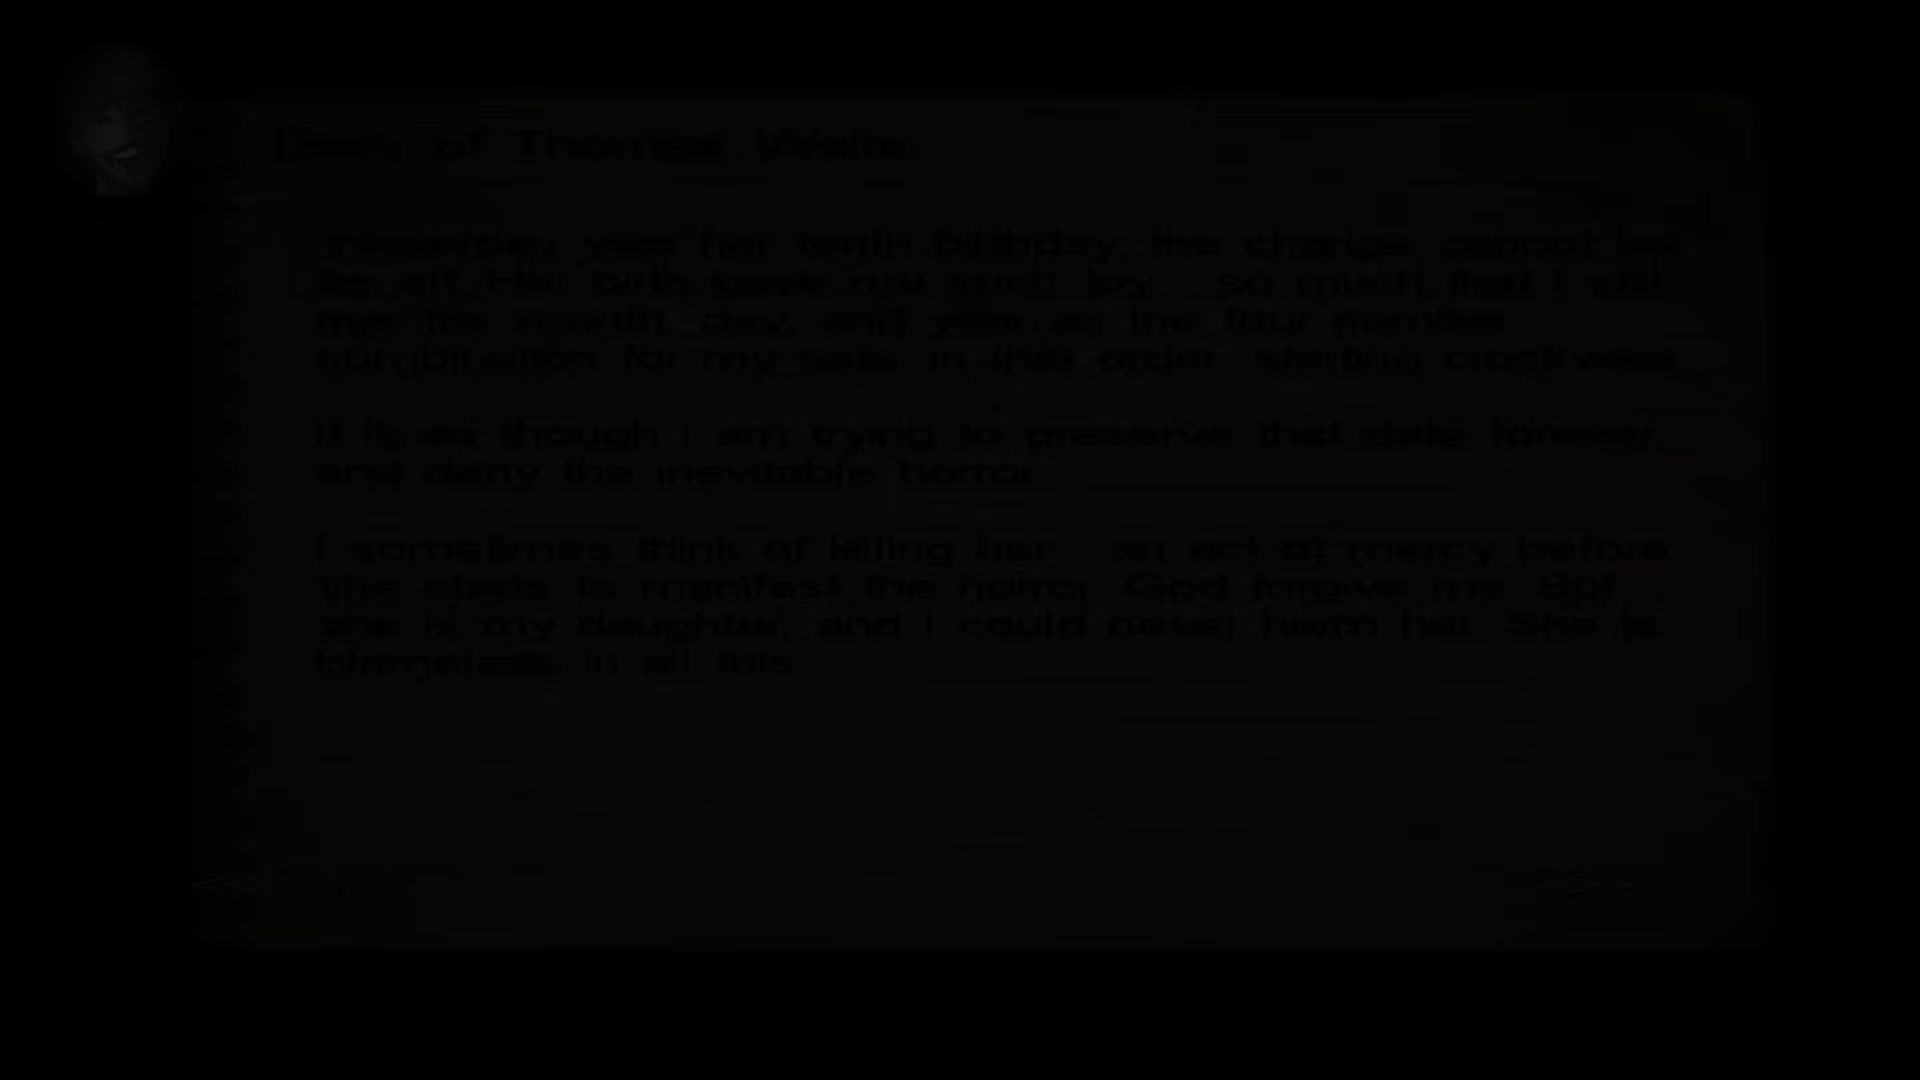 Diary of Thomas Waite
Yesterday was her tenth birthday, the change cannot be
far off. Her birth gave me such joy... so much that I still
use the month, day, and year as the four number
combination for my safe, in that order, starting clockwise.
It is as though I am trying to preserve that date forever,
and deny the inevitable horror.
I sometimes think of killing her - an act of mercy before
she starts to manifest the horror. God forgive me. But
she is my daughter, and I could never harm her. She is
blameless in all this.